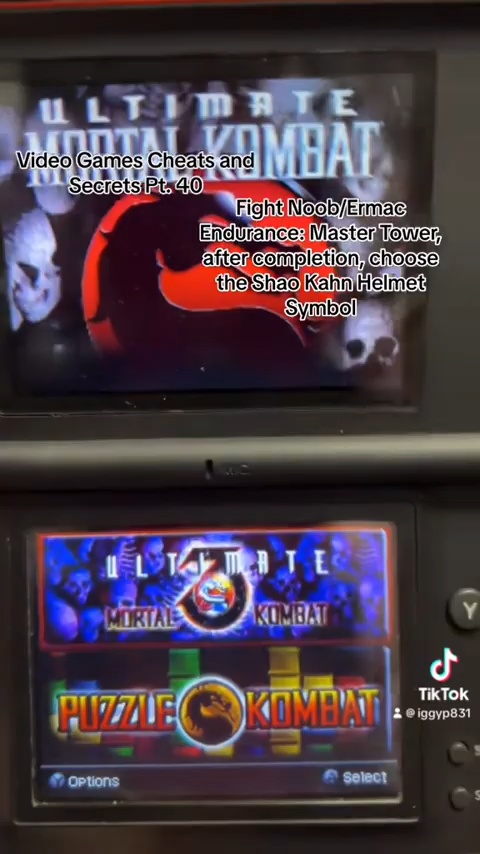 ULTIMATE
MORTAL KOMBAT
Video Games Cheats and
Secrets Pt. 40
Fight Noob/Ermac
Endurance: Master Tower,
after completion, choose
the Shao Kahn Helmet
Symbol
MIC.
ULTIMATE
3
MORTAL KOMBAT
PUZZLE KOMBAT
Y Options
A Select
Y
TikTok
@iggyp831
S
S